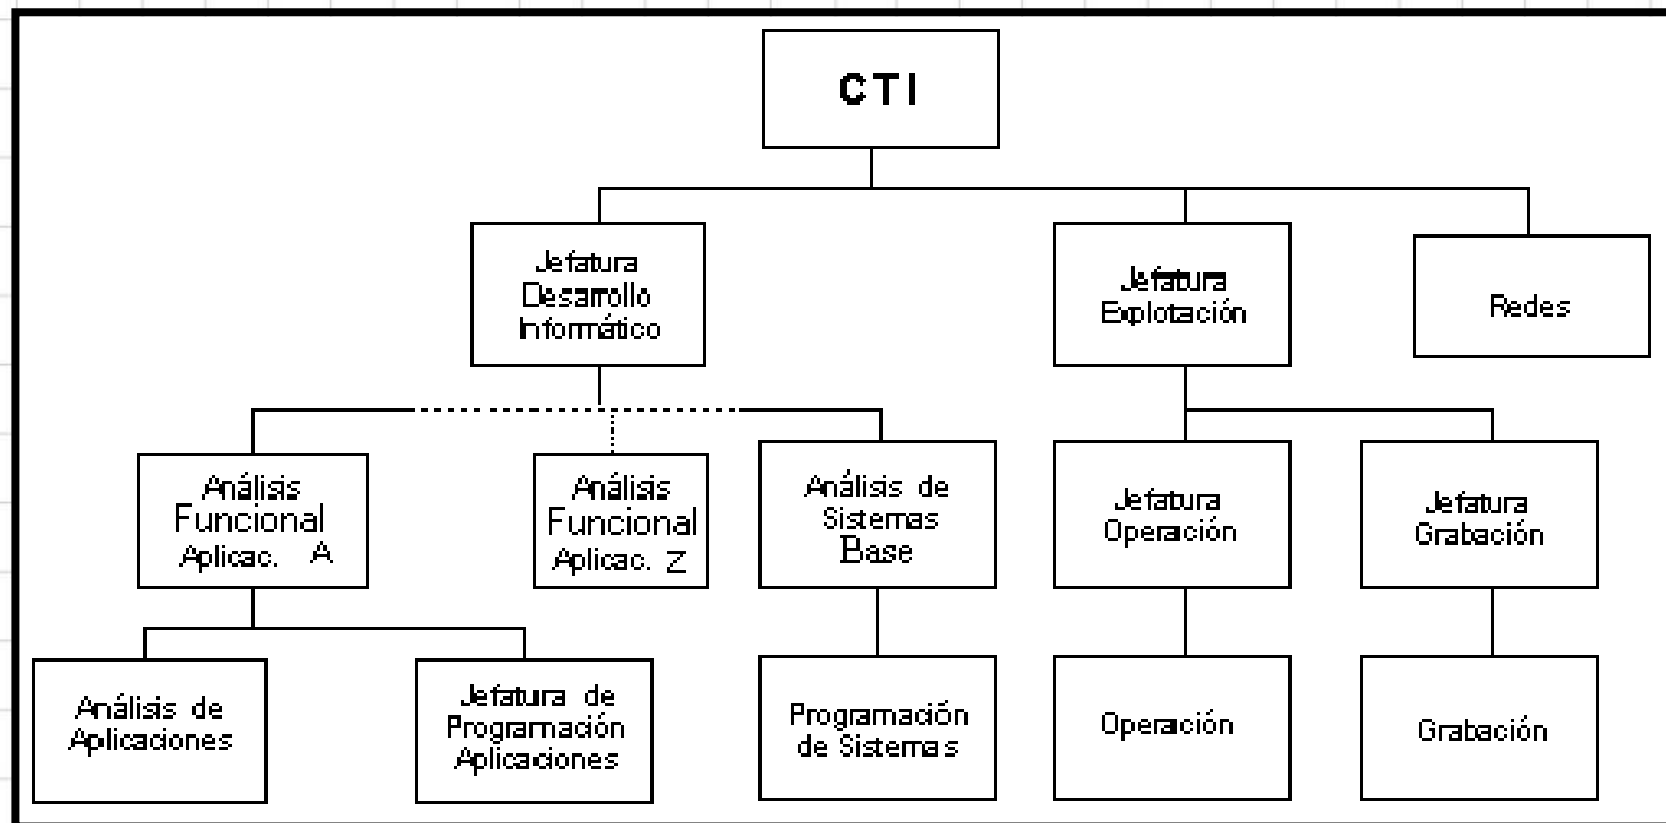 CTI
Jefatura
Desarrollo
Informático
Jefatura
Explotación
Redes
Análisis
Funcional
Aplicac. A
Análisis
Funcional
Aplicac. Z
Análisis de
Sistemas
Base
Jefatura
Operación
Jefatura
Grabación
Análisis de
Aplicaciones
Jefatura de
Programación
Aplicaciones
Programación
de Sistemas
Operación
Grabación